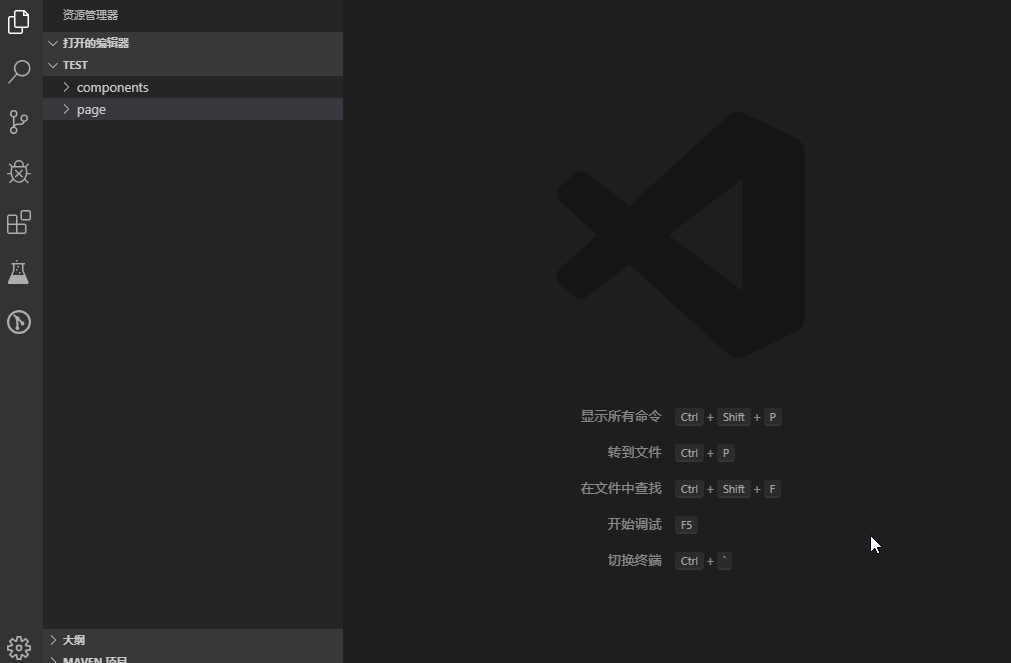 资源管理器
打开的编辑器
TEST
components
page
显示所有命令 Ctrl + Shift + P
转到文件 Ctrl + P
在文件中查找 Ctrl + Shift + F
开始调试 F5
切换终端 Ctrl + `
大纲
MAVEN 项目